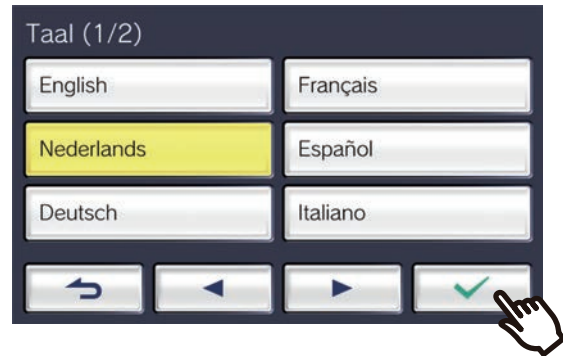 Taal (1/2)
English
Français
Nederlands
Español
Deutsch
Italiano